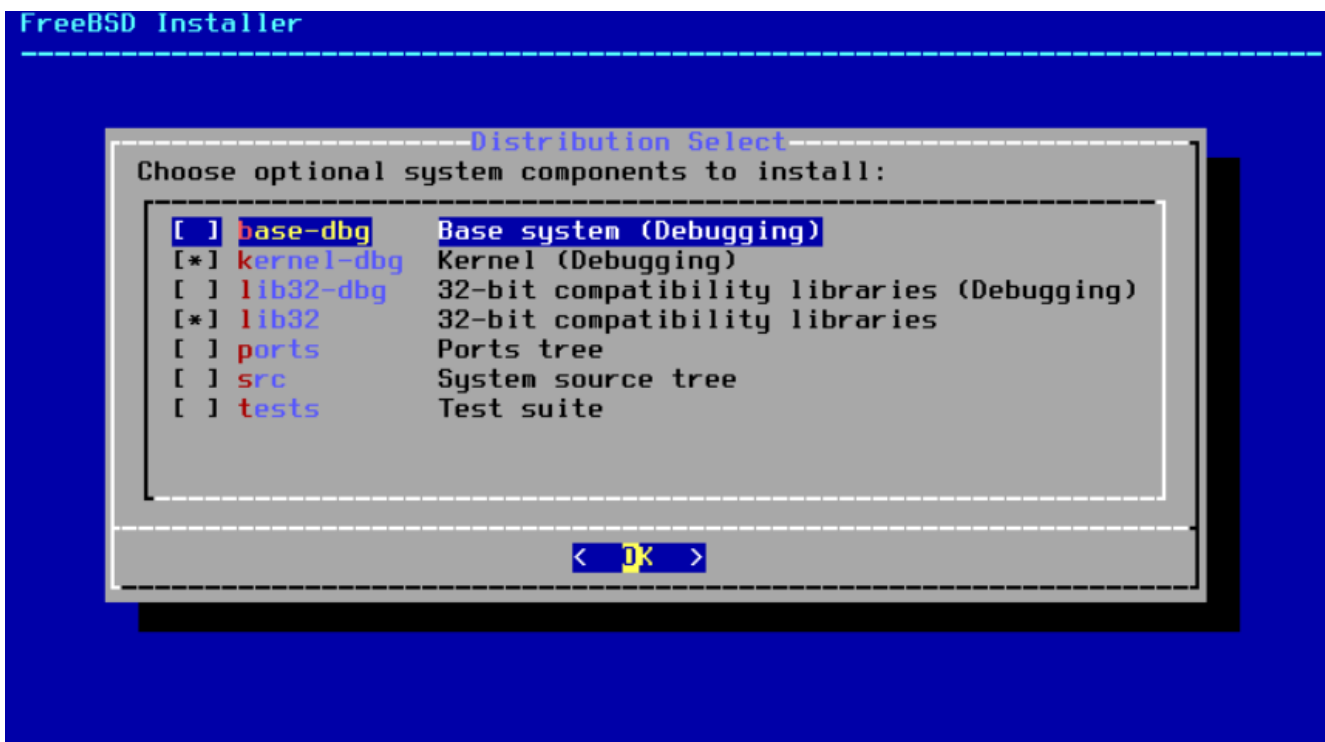 FreeBSD Installer
Distribution Select
Choose optional system components to install:
[ ] base-dbg Base system (Debugging)
[*] kernel-dbg Kernel (Debugging)
[ ] lib32-dbg 32-bit compatibility libraries (Debugging)
[*] lib32 32-bit compatibility libraries
[ ] ports Ports tree
[ ] src System source tree
[ ] tests Test suite
< OK >